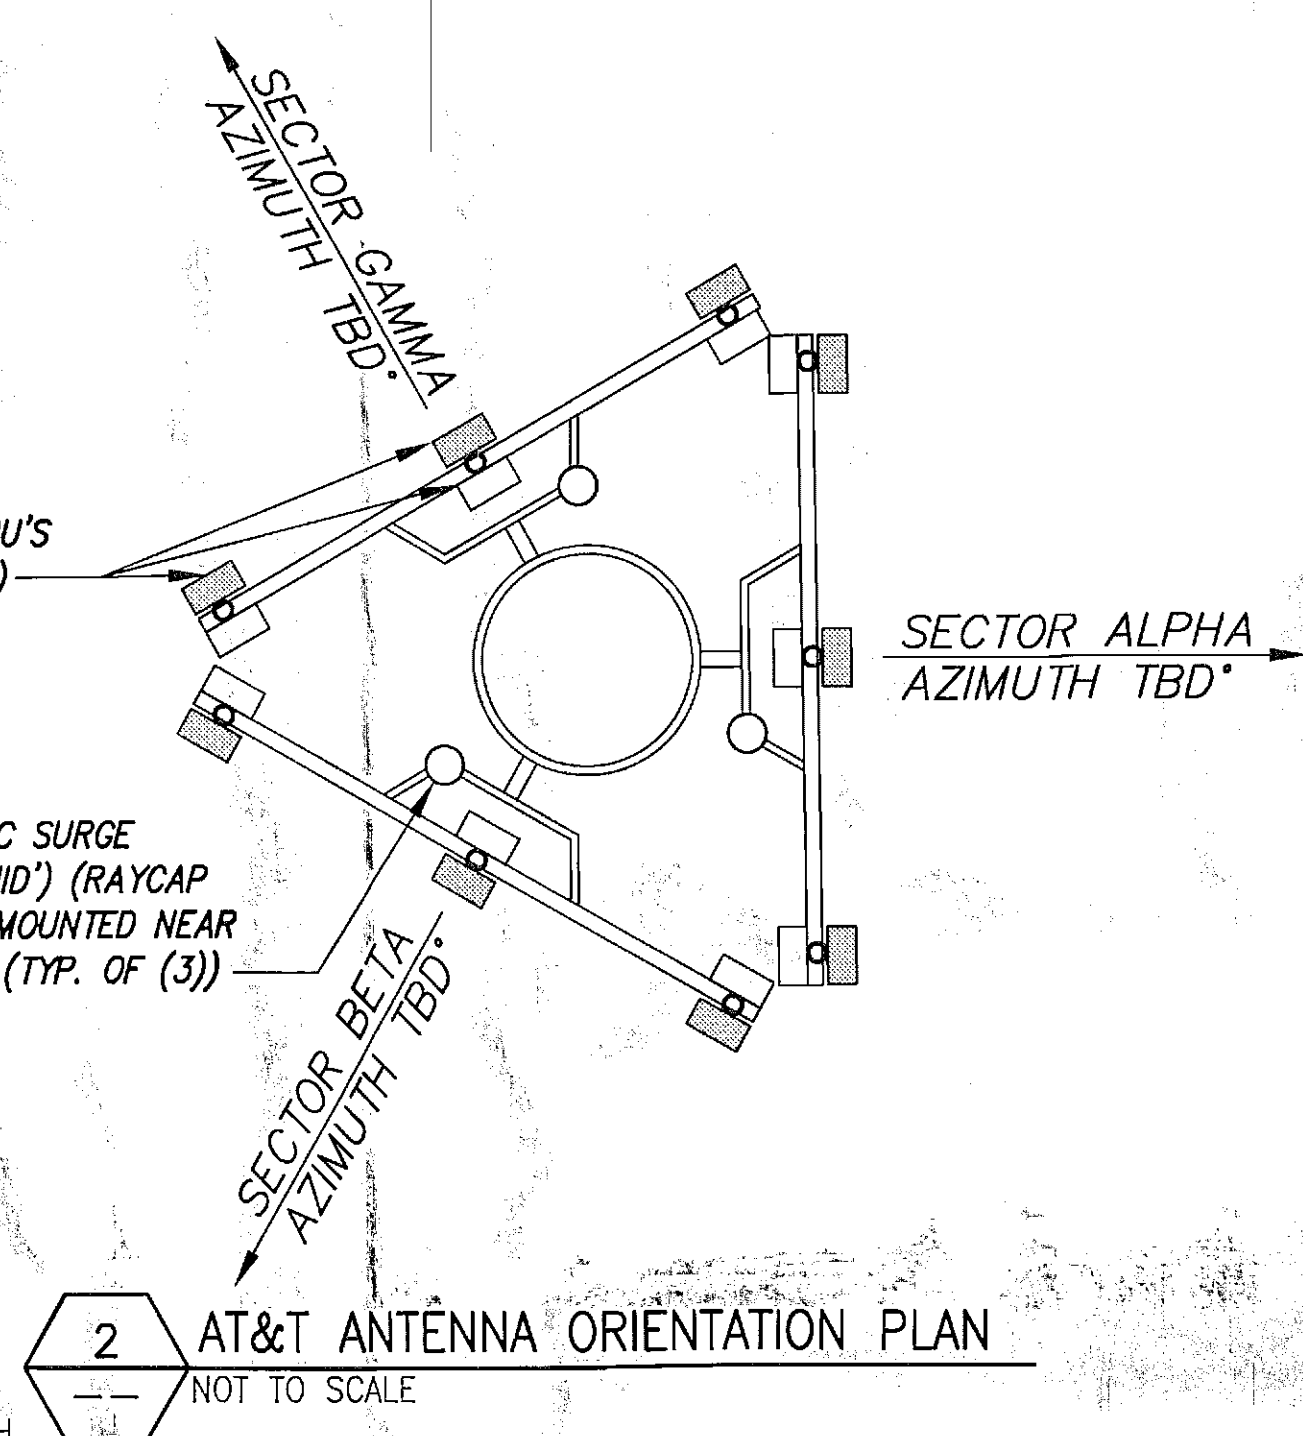 SECTOR GAMMA
AZIMUTH TBD°
SECTOR ALPHA
AZIMUTH TBD°
SURGE
(RAYCAP
MOUNTED NEAR
(TYP. OF (3))
SECTOR BETA
AZIMUTH TBD°
2
AT&T ANTENNA ORIENTATION PLAN
--
NOT TO SCALE